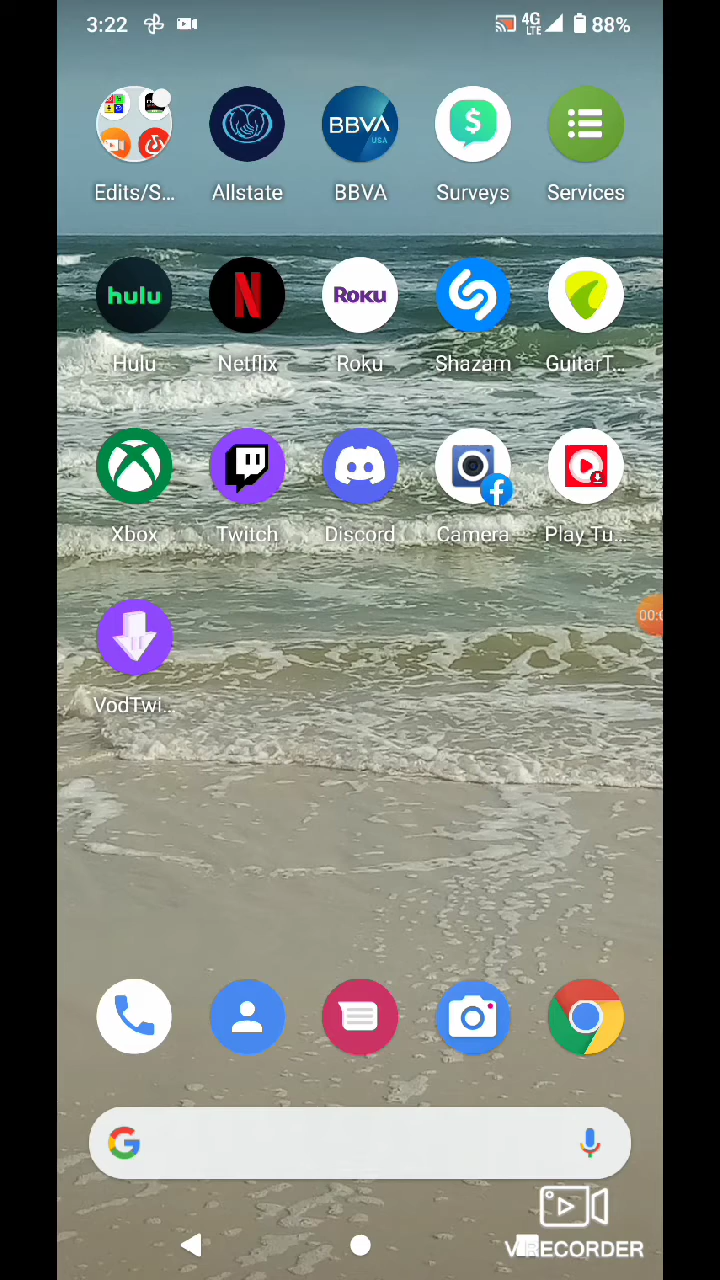 3:22
4G
LTE
88%
BBVA
USA
$
Edits/S...
Allstate
BBVA
Surveys
Services
hulu
N
ROKU
Hulu
Netflix
Roku
Shazam
GuitarT...
f
Xbox
Twitch
Discord
Camera
Play Tu...
VodTwi...
G
V RECORDER